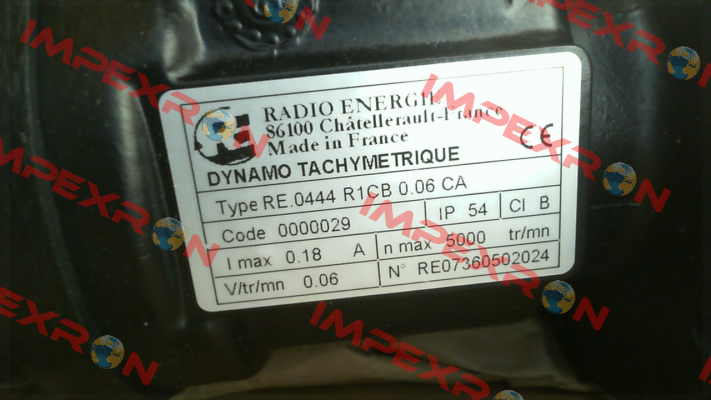 RADIO ENERGIE
86100 Châtellerault-France
Made in France
CE
DYNAMO TACHYMETRIQUE
Type RE.0444 R1CB 0.06 CA
Code 0000029 IP 54 Cl B
I max 0.18 A n max 5000 tr/mn
V/tr/mn 0.06 N° RE07360502024
IMPEXRON
IMPEXRON
IMPEXRON
IMPEXRON
IMPEXRON
IMPEXRON